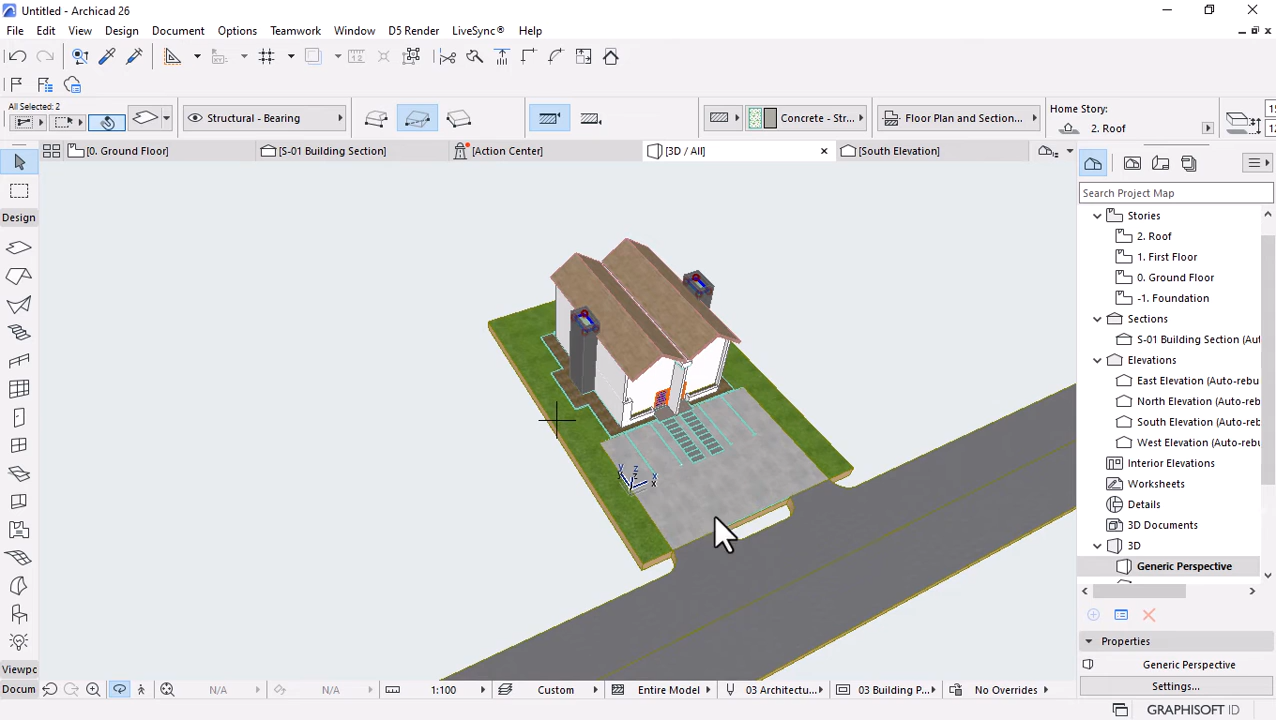 Untitled - Archicad 26
File Edit View Design Document Options Teamwork Window D5 Render LiveSync® Help
All Selected: 2
Structural - Bearing
Concrete - Str...
Floor Plan and Section...
Home Story:
2. Roof
[0. Ground Floor]
[S-01 Building Section]
[Action Center]
[3D / All]
[South Elevation]
Design
Viewpc
Docum
Search Project Map
Stories
2. Roof
1. First Floor
0. Ground Floor
-1. Foundation
Sections
S-01 Building Section (Au
Elevations
East Elevation (Auto-rebu
North Elevation (Auto-reb
South Elevation (Auto-reb
West Elevation (Auto-reb
Interior Elevations
Worksheets
Details
3D Documents
3D
Generic Perspective
Properties
Generic Perspective
Settings...
N/A
N/A
1:100
Custom
Entire Model
03 Architectu...
03 Building P...
No Overrides
GRAPHISOFT ID